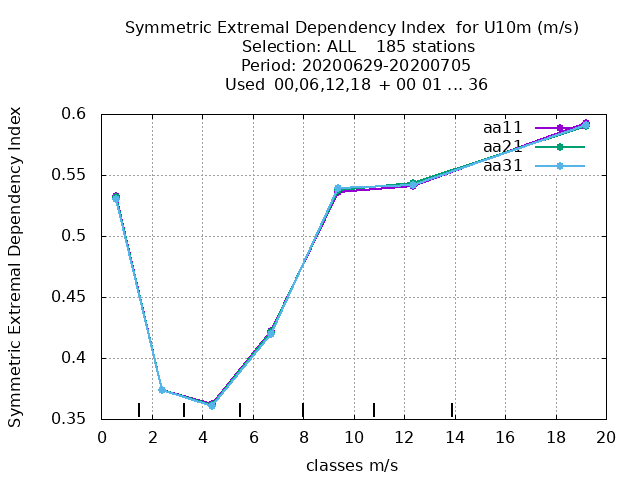 Symmetric Extremal Dependency Index  for U10m (m/s)
Selection: ALL    185 stations
Period: 20200629-20200705
Used  00,06,12,18 + 00 01 ... 36
Symmetric Extremal Dependency Index
0.6
0.55
0.5
0.45
0.4
0.35
aa11
aa21
aa31
0 2 4 6 8 10 12 14 16 18 20
classes m/s